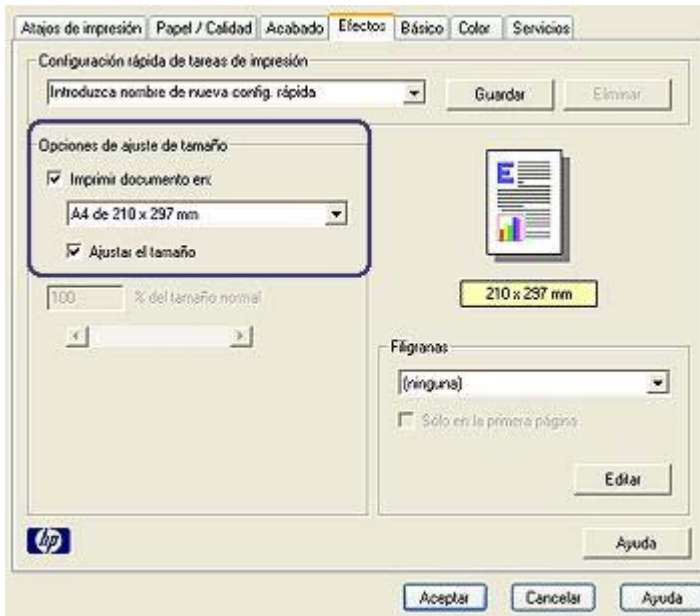 Atajos de impresión Papel / Calidad Acabado Efectos Básico Color Servicios
Configuración rápida de tareas de impresión
Introduzca nombre de nueva config. rápida Guardar Eliminar
Opciones de ajuste de tamaño
Imprimir documento en:
A4 de 210 x 297 mm
Ajustar el tamaño
E
100 % del tamaño normal
210 x 297 mm
Filigranas
(ninguna)
Sólo en la primera página
Editar
hp
Ayuda
Aceptar Cancelar Ayuda